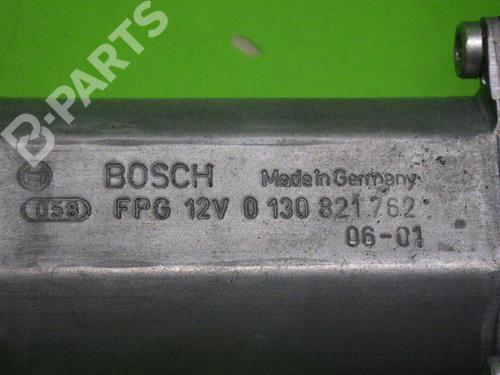 B-PARTS
BOSCH Made in Germany
058 FPG 12V 0 130 821 762
06-01